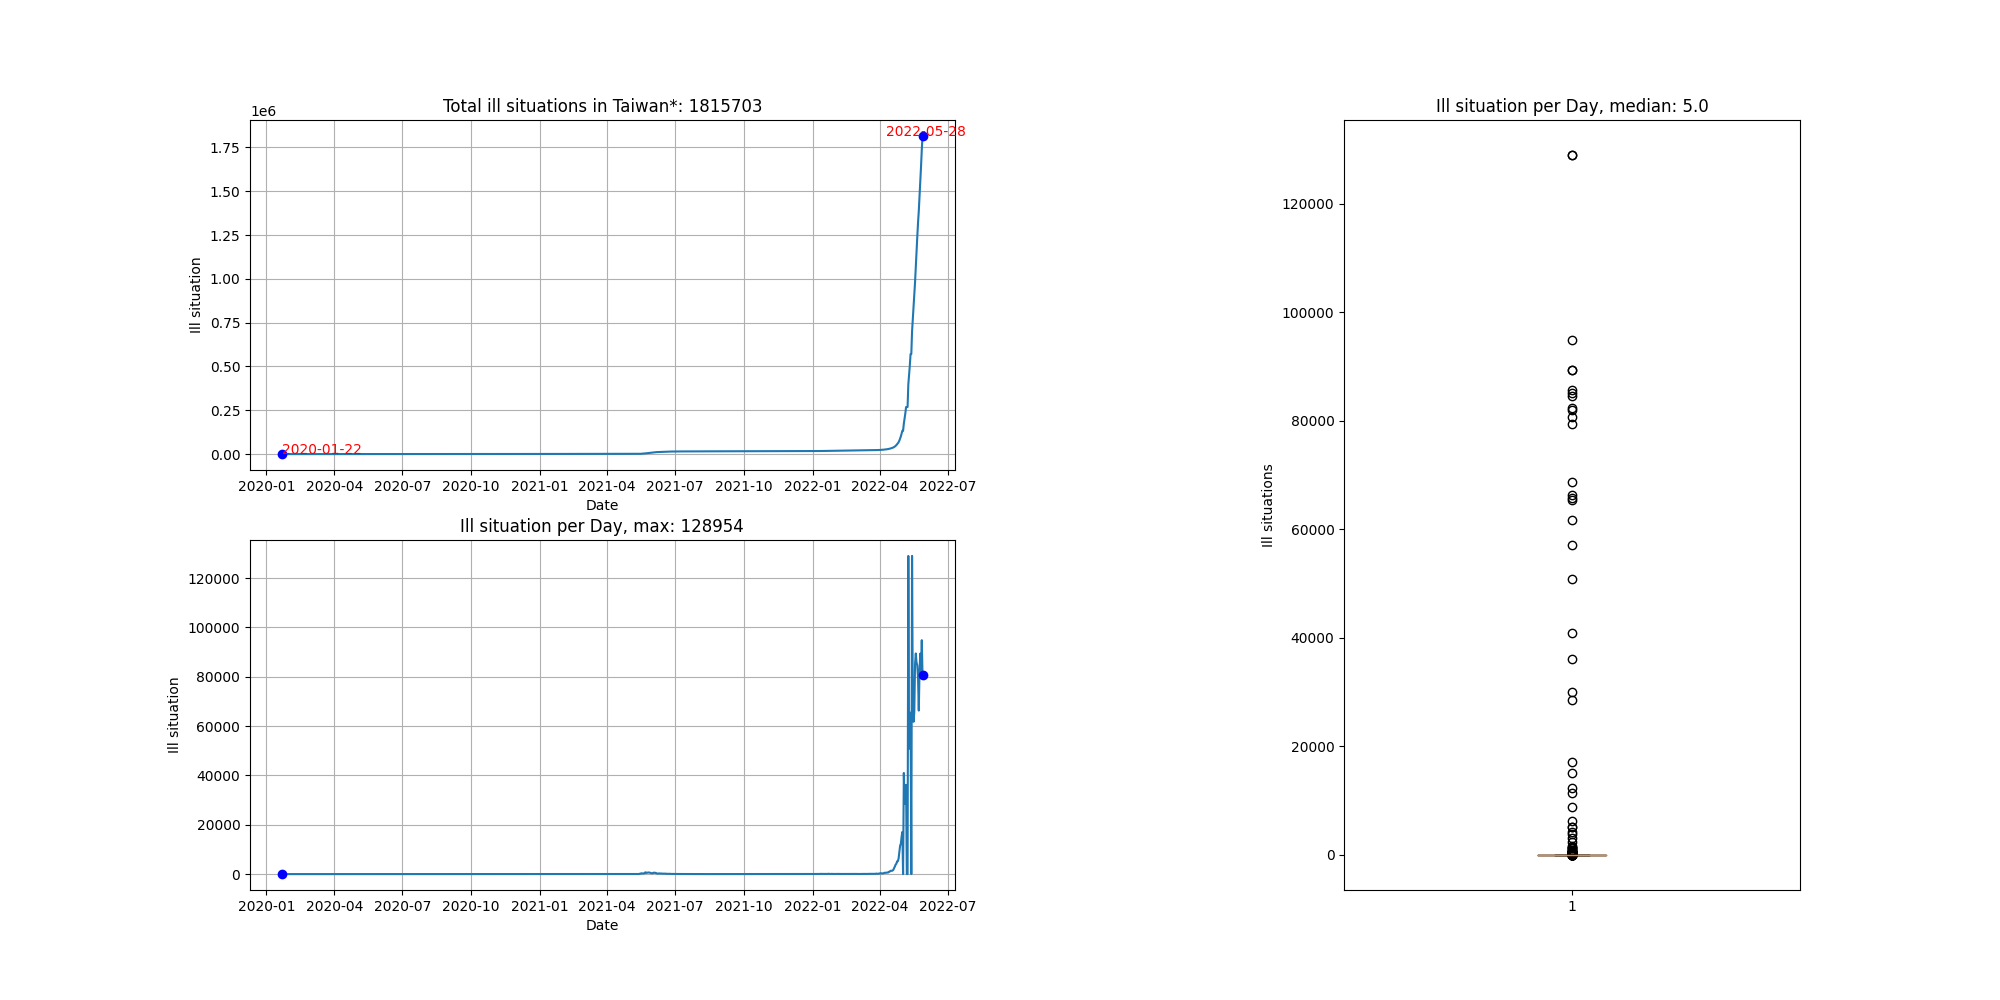 Total ill situations in Taiwan*: 1815703
1e6
1.75
1.50
1.25
1.00
0.75
0.50
0.25
0.00
Ill situation
2022-05-28
2020-01-22
2020-01 2020-04 2020-07 2020-10 2021-01 2021-04 2021-07 2021-10 2022-01 2022-04 2022-07
Date
Ill situation per Day, max: 128954
120000
100000
80000
60000
40000
20000
0
Ill situation
2020-01 2020-04 2020-07 2020-10 2021-01 2021-04 2021-07 2021-10 2022-01 2022-04 2022-07
Date
Ill situation per Day, median: 5.0
120000
100000
80000
60000
40000
20000
0
Ill situations
1